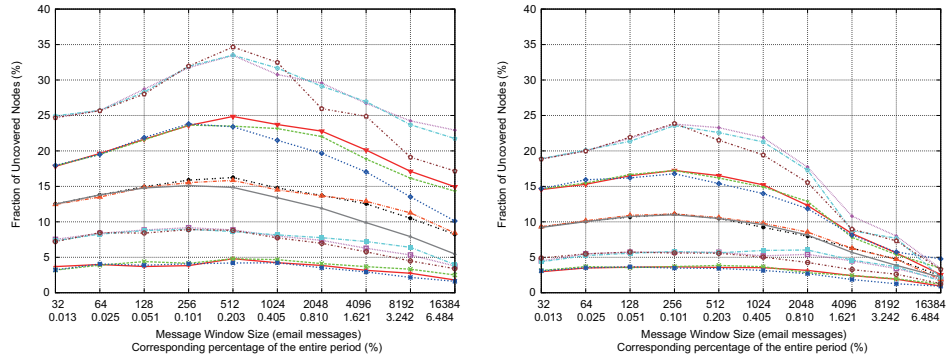 40
35
30
25
20
15
10
5
0
Fraction of Uncovered Nodes (%)
32 64 128 256 512 1024 2048 4096 8192 16384
0.013 0.025 0.051 0.101 0.203 0.405 0.810 1.621 3.242 6.484
Message Window Size (email messages)
Corresponding percentage of the entire period (%)
40
35
30
25
20
15
10
5
0
Fraction of Uncovered Nodes (%)
32 64 128 256 512 1024 2048 4096 8192 16384
0.013 0.025 0.051 0.101 0.203 0.405 0.810 1.621 3.242 6.484
Message Window Size (email messages)
Corresponding percentage of the entire period (%)